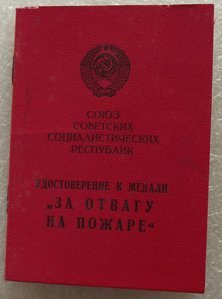 СОЮЗ
СОВЕТСКИХ
СОЦИАЛИСТИЧЕСКИХ
РЕСПУБЛИК
УДОСТОВЕРЕНИЕ К МЕДАЛИ
„ЗА ОТВАГУ
НА ПОЖАРЕ“